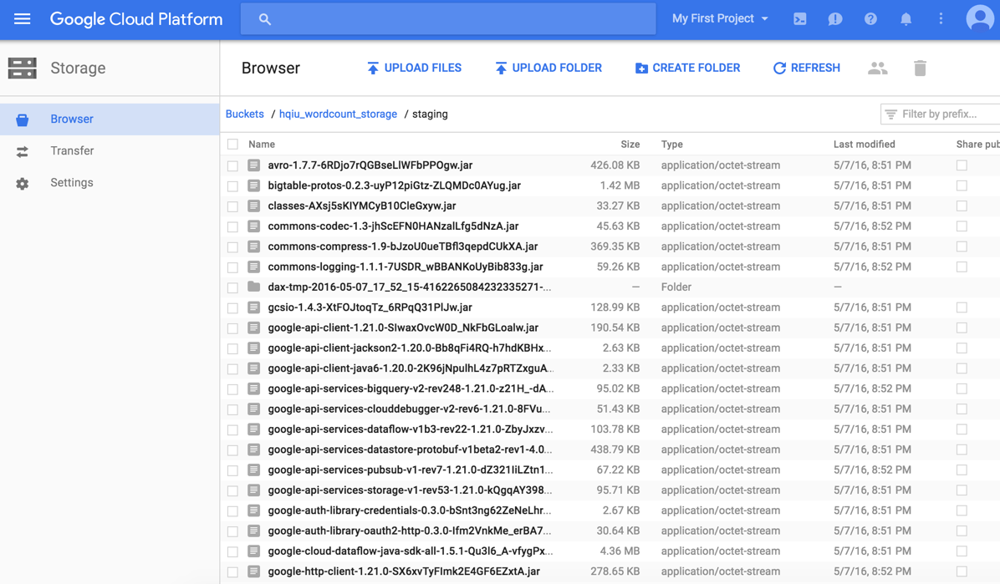 Google Cloud Platform My First Project
Storage Browser UPLOAD FILES UPLOAD FOLDER CREATE FOLDER REFRESH
Browser
Transfer
Settings
Buckets / hqiu_wordcount_storage / staging Filter by prefix...
Name Size Type Last modified Share pub
avro-1.7.7-6RDjo7rQGBseLlWFbPPOgw.jar 426.08 KB application/octet-stream 5/7/16, 8:51 PM
bigtable-protos-0.2.3-uyP12piGtz-ZLQMDc0AYug.jar 1.42 MB application/octet-stream 5/7/16, 8:51 PM
classes-AXsj5sKIYMCyB10CleGxyw.jar 33.27 KB application/octet-stream 5/7/16, 8:51 PM
commons-codec-1.3-jhScEFN0HANzalLfg5dNzA.jar 45.63 KB application/octet-stream 5/7/16, 8:52 PM
commons-compress-1.9-bJzoU0ueTBfl3qepdCUkXA.jar 369.35 KB application/octet-stream 5/7/16, 8:51 PM
commons-logging-1.1.1-7USDR_wBBANKoUyBib833g.jar 59.26 KB application/octet-stream 5/7/16, 8:52 PM
dax-tmp-2016-05-07_17_52_15-4162265084232335271-... — Folder —
gcsio-1.4.3-XtFOJtoqTz_6RPqQ31PlJw.jar 128.99 KB application/octet-stream 5/7/16, 8:51 PM
google-api-client-1.21.0-SIwaxOvcW0D_NkFbGLoalw.jar 190.54 KB application/octet-stream 5/7/16, 8:51 PM
google-api-client-jackson2-1.20.0-Bb8qFi4RQ-h7hdKBHx... 2.63 KB application/octet-stream 5/7/16, 8:51 PM
google-api-client-java6-1.20.0-2K96jNpulhL4z7pRTZxguA... 2.33 KB application/octet-stream 5/7/16, 8:51 PM
google-api-services-bigquery-v2-rev248-1.21.0-z21H_-dA... 95.02 KB application/octet-stream 5/7/16, 8:52 PM
google-api-services-clouddebugger-v2-rev6-1.21.0-8FVu... 51.43 KB application/octet-stream 5/7/16, 8:51 PM
google-api-services-dataflow-v1b3-rev22-1.21.0-ZbyJxzv... 103.78 KB application/octet-stream 5/7/16, 8:51 PM
google-api-services-datastore-protobuf-v1beta2-rev1-4.0... 438.79 KB application/octet-stream 5/7/16, 8:51 PM
google-api-services-pubsub-v1-rev7-1.21.0-dZ321IiLZtn1... 67.22 KB application/octet-stream 5/7/16, 8:52 PM
google-api-services-storage-v1-rev53-1.21.0-kQgqAY398... 95.71 KB application/octet-stream 5/7/16, 8:51 PM
google-auth-library-credentials-0.3.0-bSnt3ng62ZeNeLhr... 2.67 KB application/octet-stream 5/7/16, 8:51 PM
google-auth-library-oauth2-http-0.3.0-Ifm2VnkMe_erBA7... 30.64 KB application/octet-stream 5/7/16, 8:51 PM
google-cloud-dataflow-java-sdk-all-1.5.1-Qu3l6_A-vfygPx... 4.36 MB application/octet-stream 5/7/16, 8:51 PM
google-http-client-1.21.0-SX6xvTyFImk2E4GF6EZxtA.jar 278.65 KB application/octet-stream 5/7/16, 8:51 PM